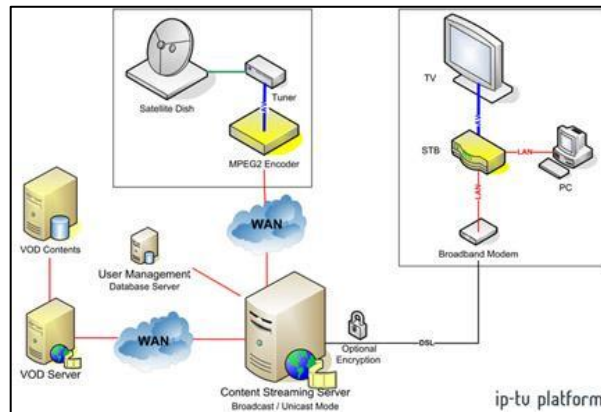 Satellite Dish
Tuner
A/V
MPEG2 Encoder
WAN
VOD Contents
User Management
Database Server
VOD Server
WAN
Content Streaming Server
Broadcast / Unicast Mode
Optional
Encryption
DSL
TV
A/V
STB
LAN
PC
LAN
Broadband Modem
ip-tv platform